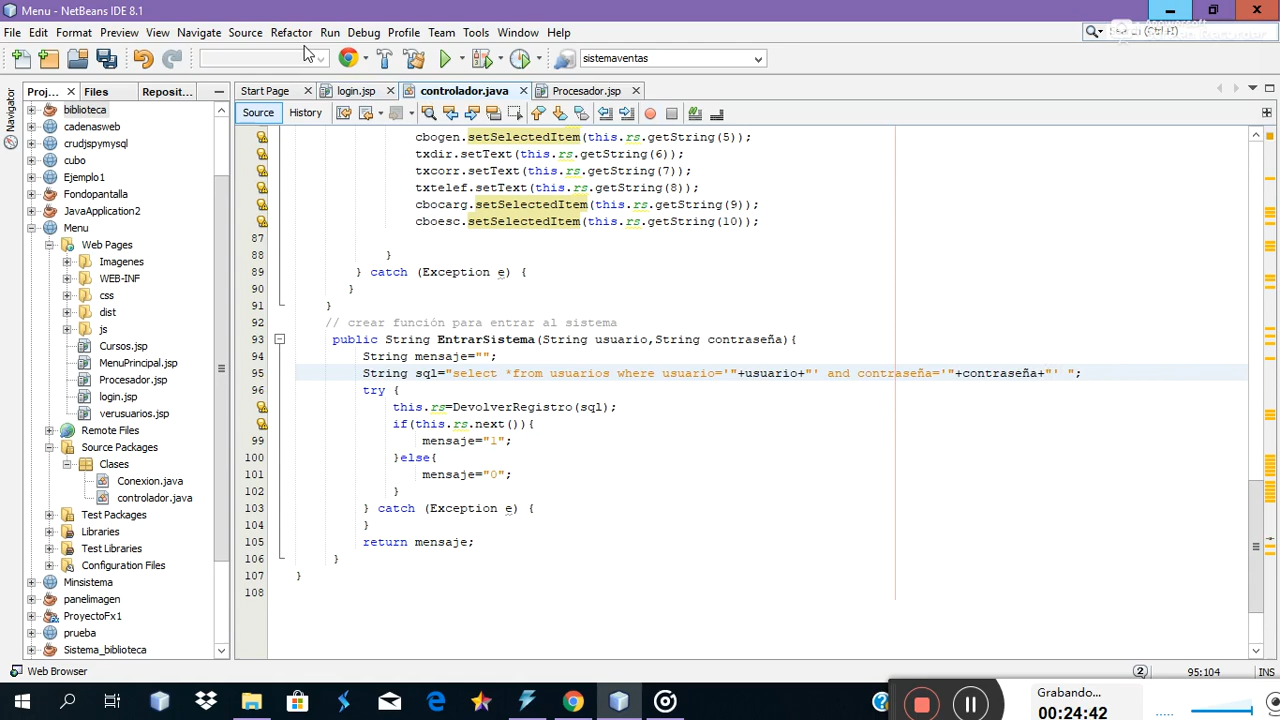 Menu - NetBeans IDE 8.1
File Edit Format Preview View Navigate Source Refactor Run Debug Profile Team Tools Window Help
sistemaventas
Proj... Files Reposit...
Start Page login.jsp controlador.java Procesador.jsp
Source History
Navigator
biblioteca
cadenasweb
crudjspymysql
cubo
Ejemplo1
Fondopantalla
JavaApplication2
Menu
Web Pages
Imagenes
WEB-INF
css
dist
js
Cursos.jsp
MenuPrincipal.jsp
Procesador.jsp
login.jsp
verusuarios.jsp
Remote Files
Source Packages
Clases
Conexion.java
controlador.java
Test Packages
Libraries
Test Libraries
Configuration Files
Minsistema
panelimagen
ProyectoFx1
prueba
Sistema_biblioteca
cbogen.setSelectedItem(this.rs.getString(5));
txdir.setText(this.rs.getString(6));
txcorr.setText(this.rs.getString(7));
txtelef.setText(this.rs.getString(8));
cbocarg.setSelectedItem(this.rs.getString(9));
cboesc.setSelectedItem(this.rs.getString(10));
87
88 }
89 } catch (Exception e) {
90 }
91 }
92 // crear función para entrar al sistema
93 public String EntrarSistema(String usuario,String contraseña){
94 String mensaje="";
95 String sql="select *from usuarios where usuario='"+usuario+"' and contraseña='"+contraseña+"' ";
96 try {
this.rs=DevolverRegistro(sql);
if(this.rs.next()){
99 mensaje="1";
100 }else{
101 mensaje="0";
102 }
103 } catch (Exception e) {
104 }
105 return mensaje;
106 }
107 }
108
Web Browser
2 95:104 INS
Grabando...
00:24:42